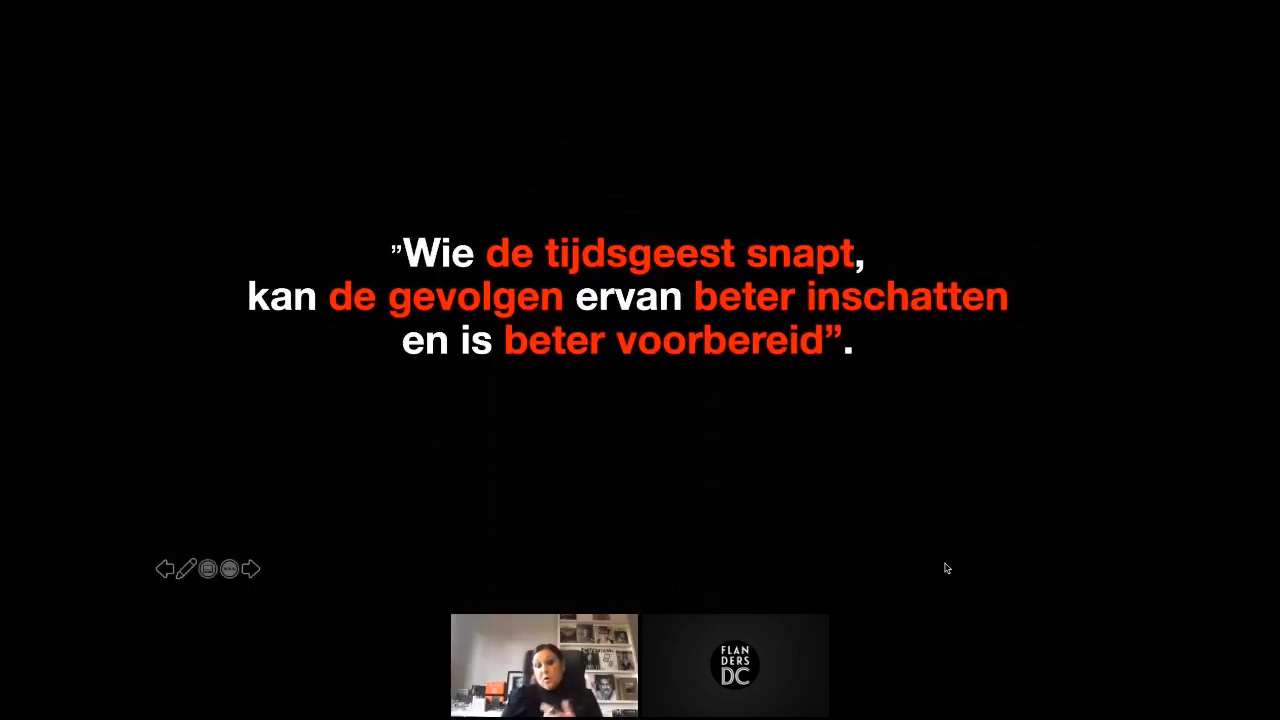 ”Wie de tijdsgeest snapt,
kan de gevolgen ervan beter inschatten
en is beter voorbereid”.
FLAN
DERS
DC